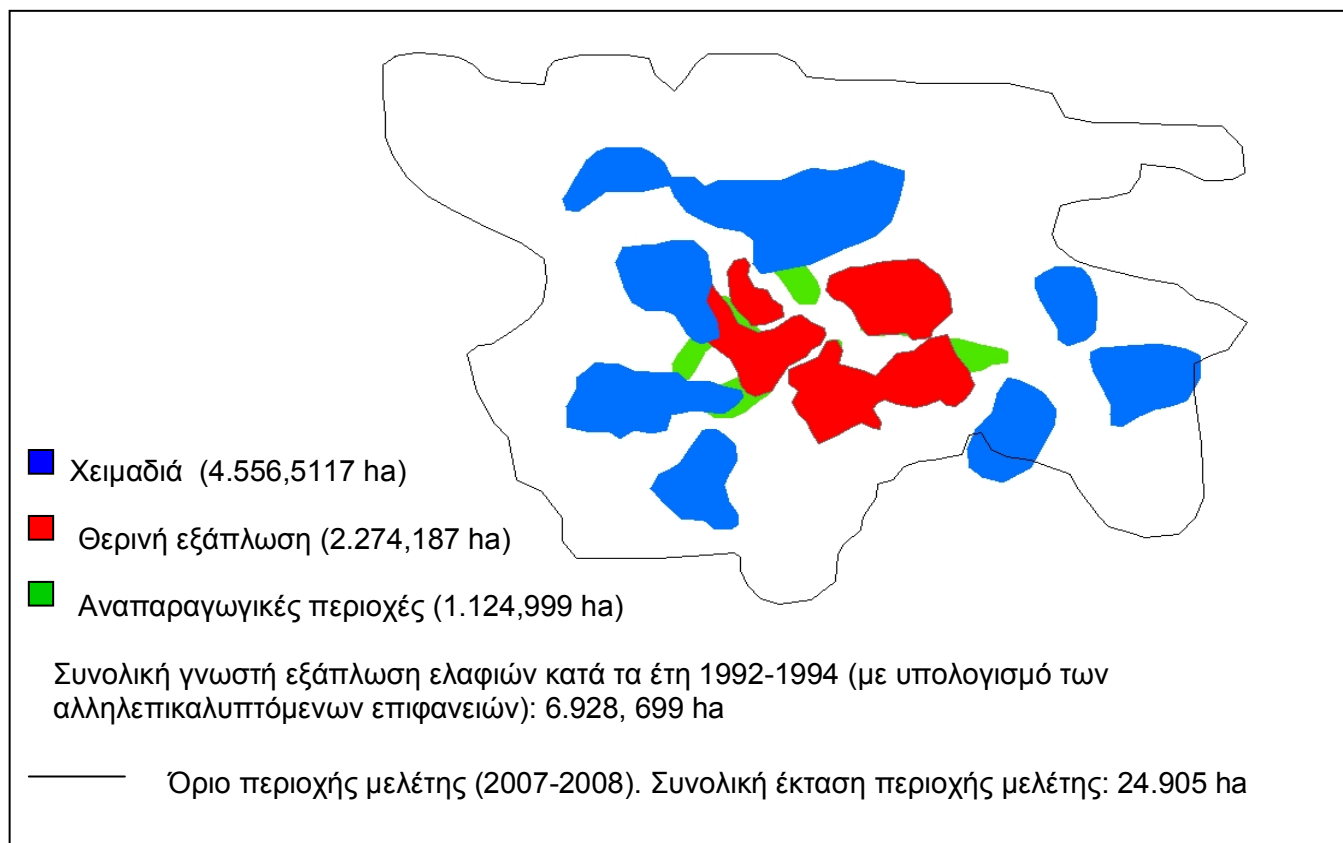 Χειμαδιά (4.556,5117 ha)
Θερινή εξάπλωση (2.274,187 ha)
Αναπαραγωγικές περιοχές (1.124,999 ha)
Συνολική γνωστή εξάπλωση ελαφιών κατά τα έτη 1992-1994 (με υπολογισμό των
αλληλεπικαλυπτόμενων επιφανειών): 6.928, 699 ha
Όριο περιοχής μελέτης (2007-2008). Συνολική έκταση περιοχής μελέτης: 24.905 ha